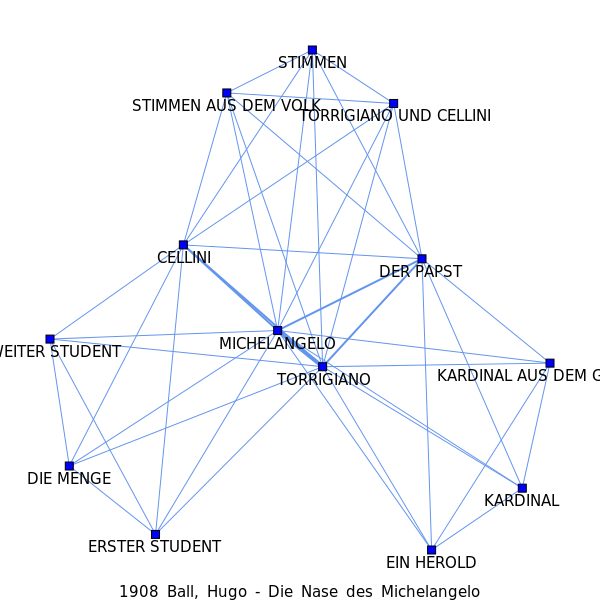 STIMMEN
STIMMEN AUS DEM VOLK
TORRIGIANO UND CELLINI
CELLINI
DER PAPST
MICHELANGELO
WEITER STUDENT
TORRIGIANO
KARDINAL AUS DEM G
DIE MENGE
KARDINAL
ERSTER STUDENT
EIN HEROLD
1908 Ball, Hugo - Die Nase des Michelangelo